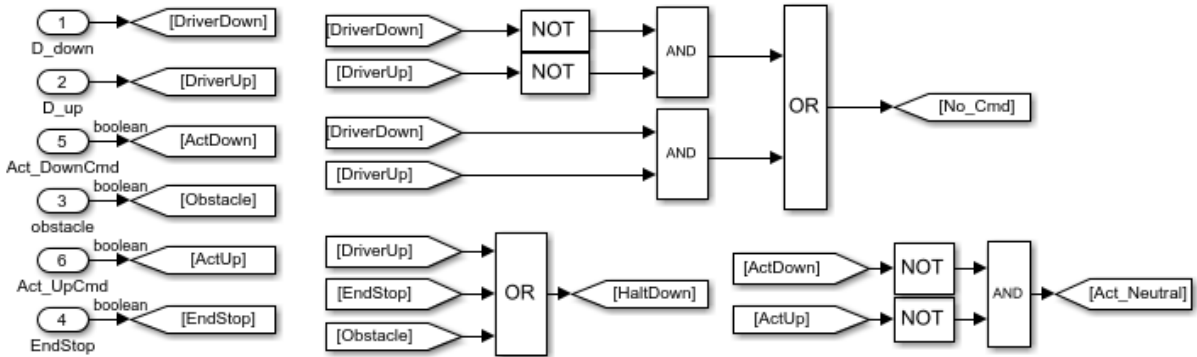 1
[DriverDown]
D_down
2
[DriverUp]
D_up
boolean
5
[ActDown]
Act_DownCmd
boolean
3
[Obstacle]
obstacle
boolean
6
[ActUp]
Act_UpCmd
boolean
4
[EndStop]
EndStop
[DriverDown]
NOT
[DriverUp]
NOT
AND
[DriverDown]
[DriverUp]
AND
OR
[No_Cmd]
[DriverUp]
[EndStop]
[Obstacle]
OR
[HaltDown]
[ActDown]
NOT
[ActUp]
NOT
AND
[Act_Neutral]